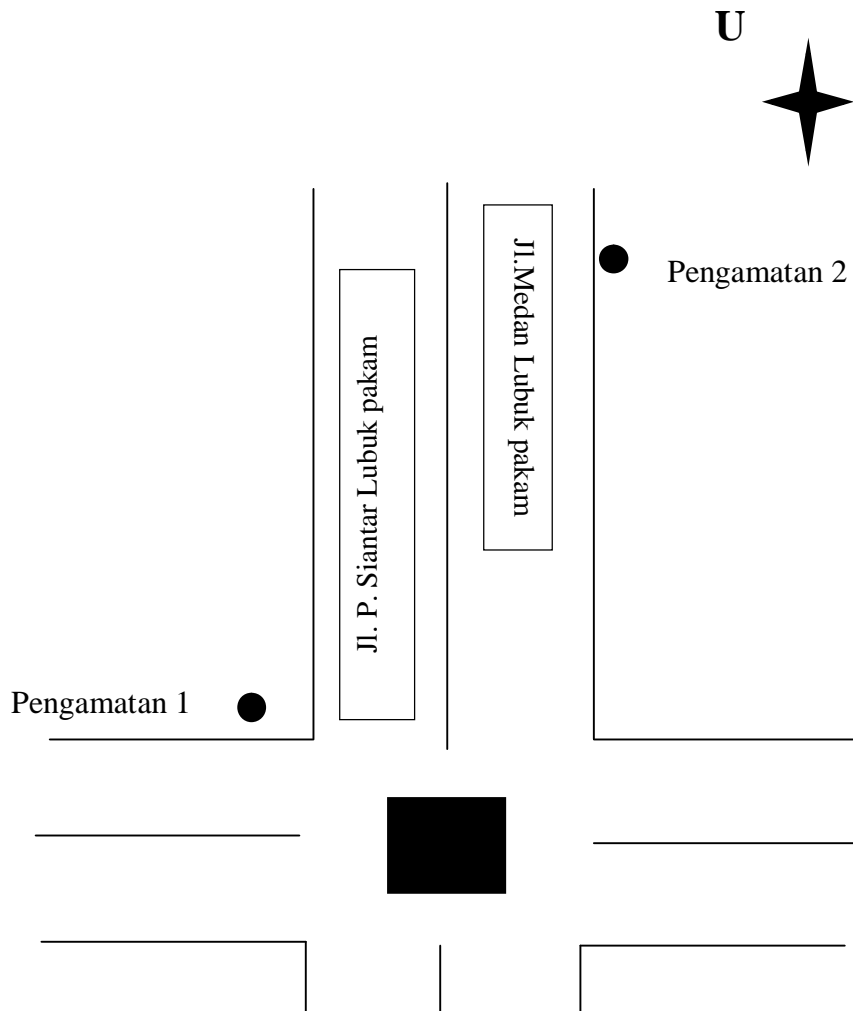 U
Jl.Medan Lubuk pakam
Pengamatan 2
Jl. P. Siantar Lubuk pakam
Pengamatan 1